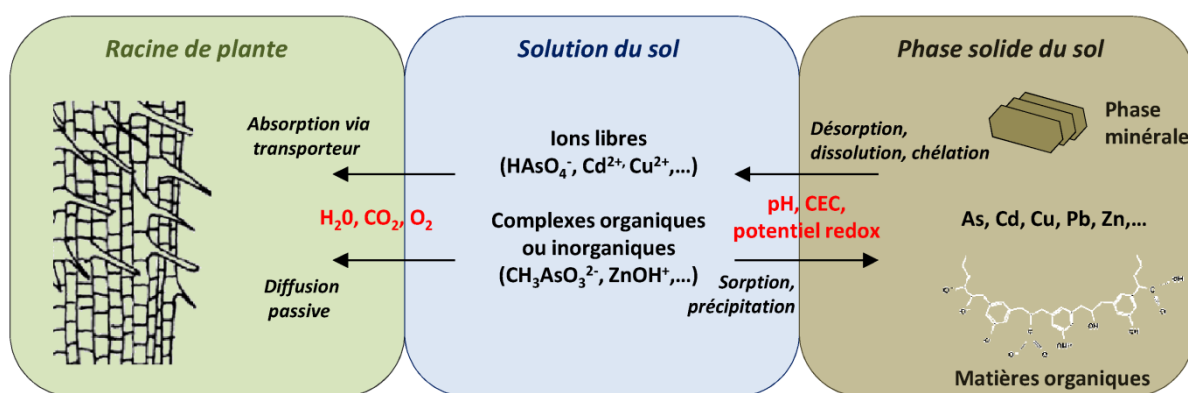 Racine de plante
Absorption via
transporteur
H₂0, CO₂, O₂
Diffusion
passive
Solution du sol
Ions libres
(HAsO₄⁻, Cd²⁺, Cu²⁺,…)
Complexes organiques
ou inorganiques
(CH₃AsO₃²⁻, ZnOH⁺,…)
Phase solide du sol
Désorption,
dissolution, chélation
pH, CEC,
potentiel redox
Sorption,
précipitation
Phase
minérale
As, Cd, Cu, Pb, Zn,…
Matières organiques